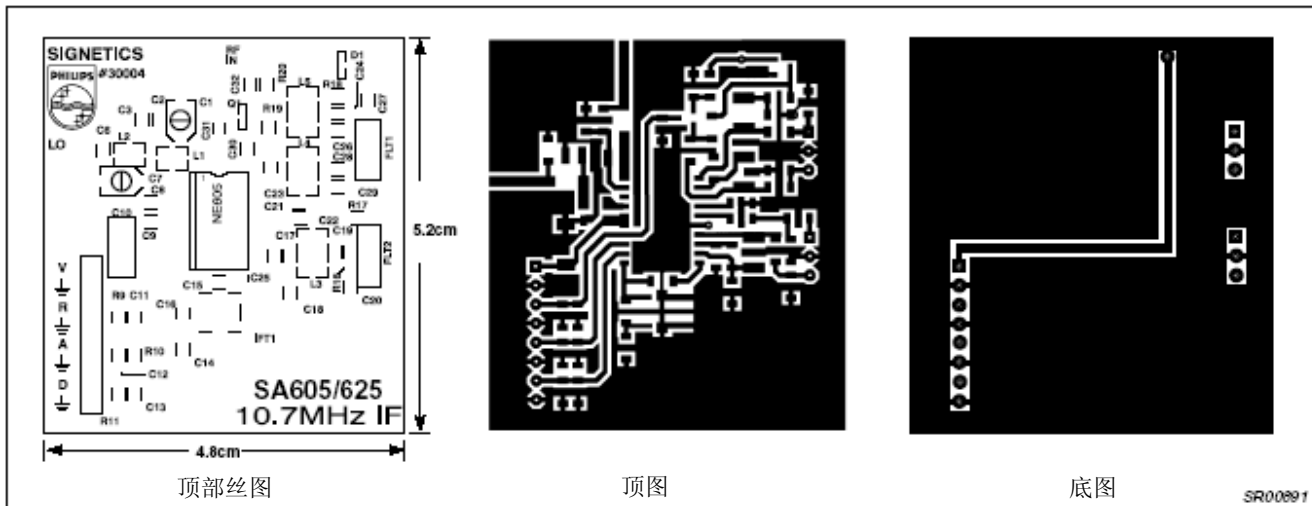 SIGNETICS
PHILIPS #30004
RF
IN
D1
C24
C32
R20
L5
R18
C27
C2
C1
C3
Q1
R19
C31
LO
C6
L2
L1
C30
L4
C26
C28
FLT1
C7
C8
NE605
C23
C29
C10
C21
R17
C22
C9
C17
C19
FLT2
V
C25
L3
C15
C20
R9
C11
C16
C18
R
IFT1
A
R10
C14
C12
D
SA605/625
C13
10.7MHz IF
R11
5.2cm
4.8cm
顶部丝图
顶图
底图
SR00891